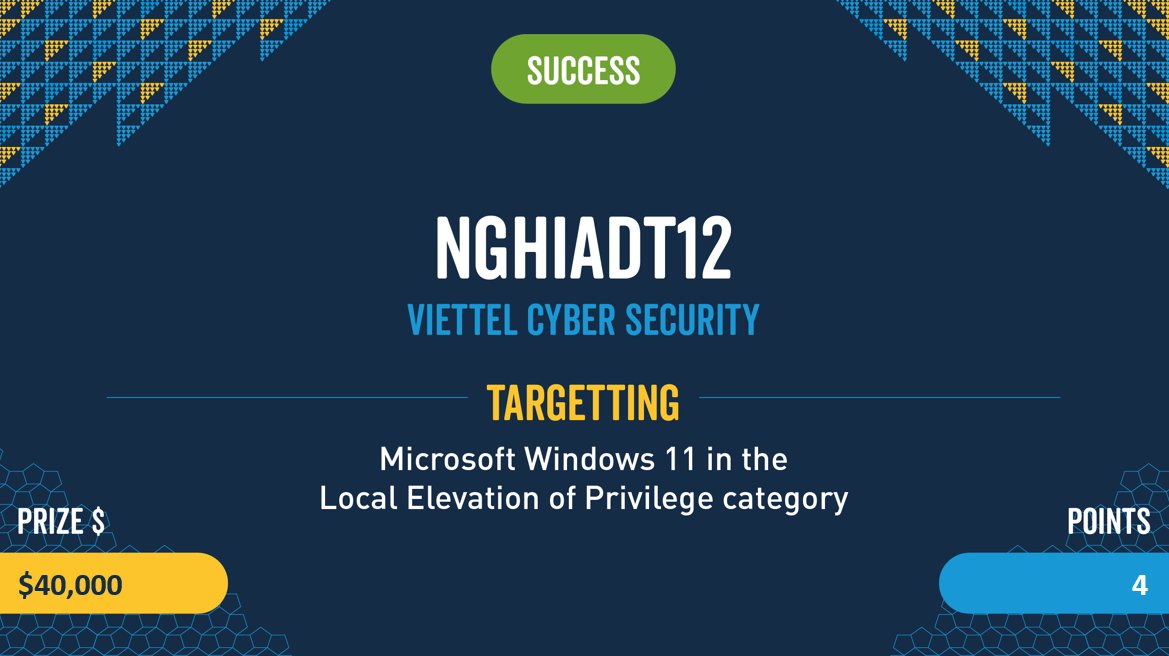 SUCCESS
NGHIADT12
VIETTEL CYBER SECURITY
TARGETTING
Microsoft Windows 11 in the
Local Elevation of Privilege category
PRIZE $
$40,000
POINTS
4